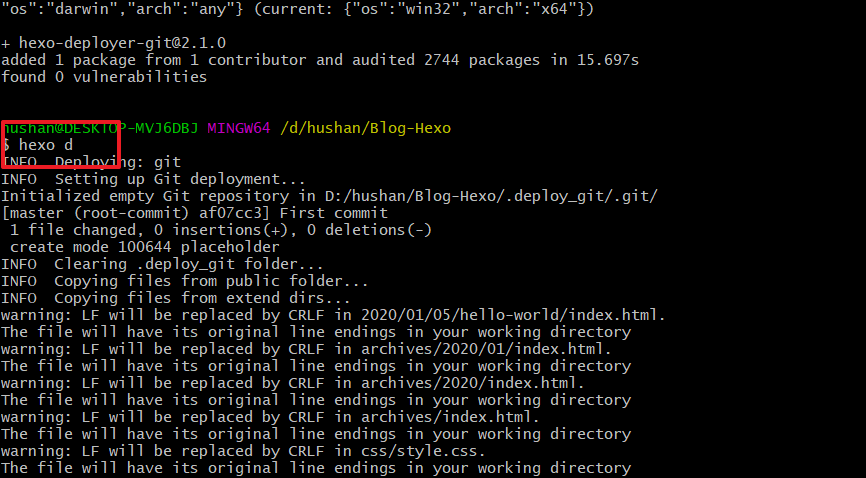 "os":"darwin","arch":"any"} (current: {"os":"win32","arch":"x64"})
+ hexo-deployer-git@2.1.0
added 1 package from 1 contributor and audited 2744 packages in 15.697s
found 0 vulnerabilities
hushan@DESKTOP-MVJ6DBJ MINGW64 /d/hushan/Blog-Hexo
$ hexo d
INFO  Deploying: git
INFO  Setting up Git deployment...
Initialized empty Git repository in D:/hushan/Blog-Hexo/.deploy_git/.git/
[master (root-commit) af07cc3] First commit
 1 file changed, 0 insertions(+), 0 deletions(-)
 create mode 100644 placeholder
INFO  Clearing .deploy_git folder...
INFO  Copying files from public folder...
INFO  Copying files from extend dirs...
warning: LF will be replaced by CRLF in 2020/01/05/hello-world/index.html.
The file will have its original line endings in your working directory
warning: LF will be replaced by CRLF in archives/2020/01/index.html.
The file will have its original line endings in your working directory
warning: LF will be replaced by CRLF in archives/2020/index.html.
The file will have its original line endings in your working directory
warning: LF will be replaced by CRLF in archives/index.html.
The file will have its original line endings in your working directory
warning: LF will be replaced by CRLF in css/style.css.
The file will have its original line endings in your working directory